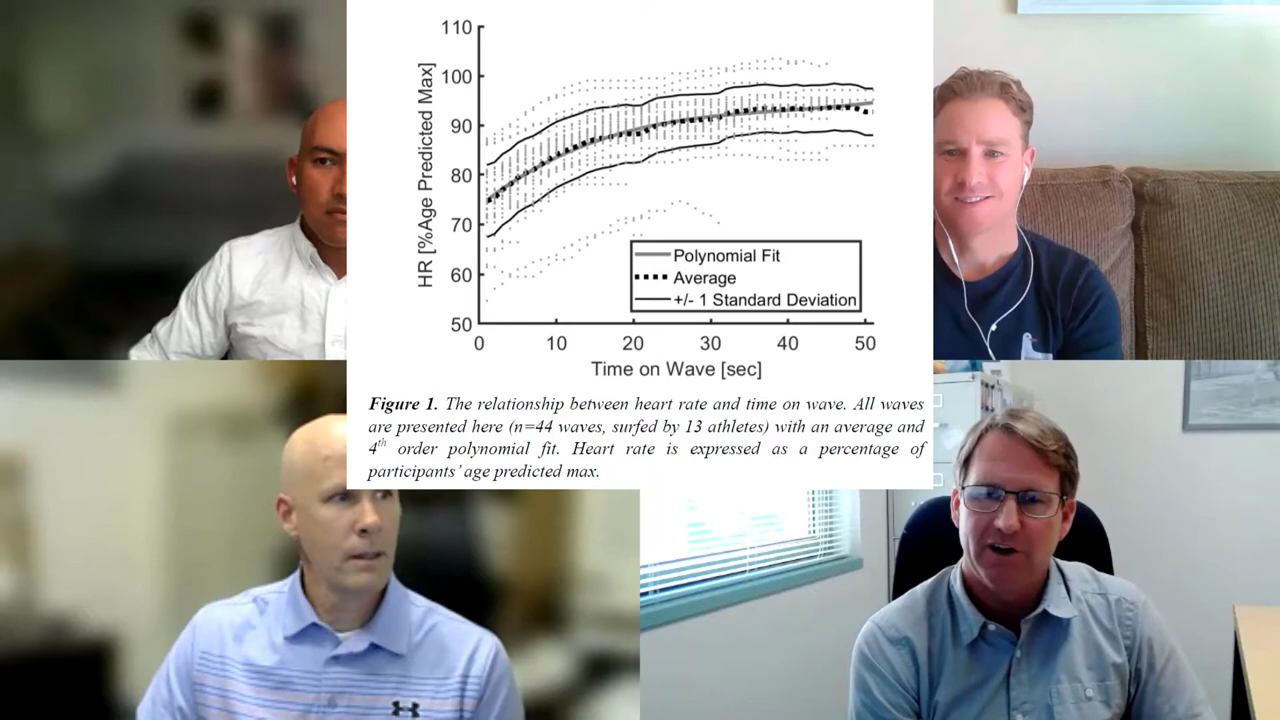 110
100
90
80
70
60
50
HR [%Age Predicted Max]
Polynomial Fit
Average
+/- 1 Standard Deviation
0 10 20 30 40 50
Time on Wave [sec]
Figure 1. The relationship between heart rate and time on wave. All waves
are presented here (n=44 waves, surfed by 13 athletes) with an average and
4th order polynomial fit. Heart rate is expressed as a percentage of
participants' age predicted max.